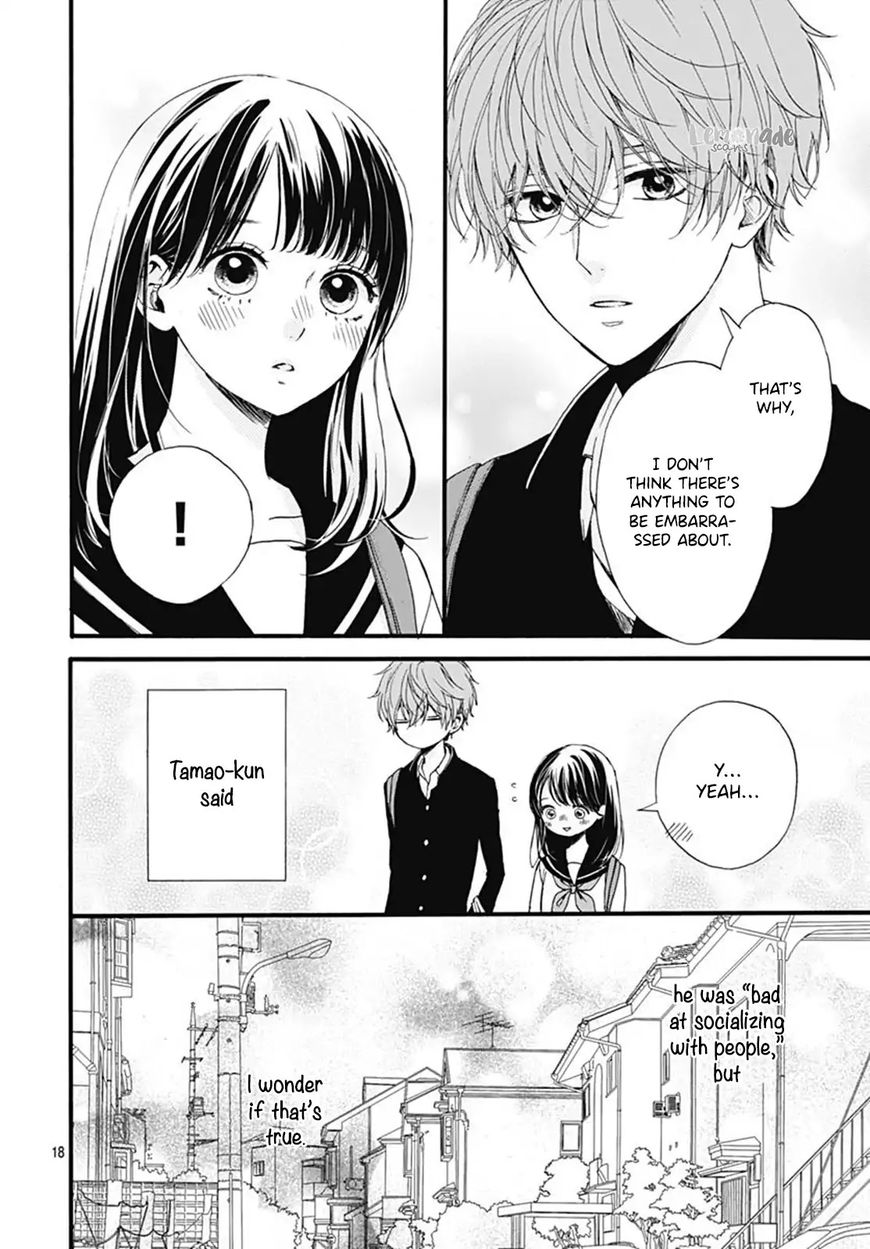 Lemonade
scans
THAT'S
WHY,
I DON'T
THINK THERE'S
ANYTHING TO
BE EMBARRA-
SSED ABOUT.
!
Y...
YEAH...
Tamao-kun
said
he was "bad
at socializing
with people,"
but
I wonder
if that's
true.
18